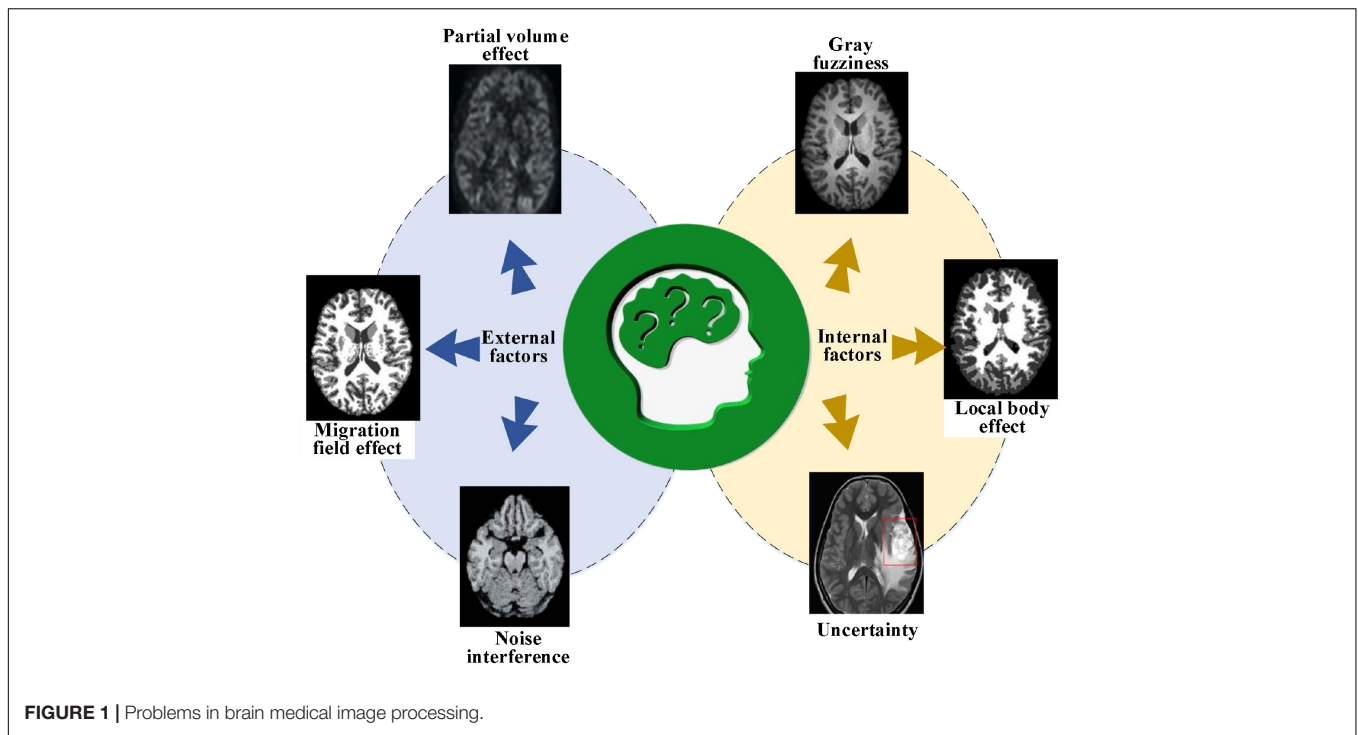 Partial volume
effect
Gray
fuzziness
External
factors
? ? ?
Internal
factors
Migration
field effect
Local body
effect
Noise
interference
Uncertainty
FIGURE 1 | Problems in brain medical image processing.